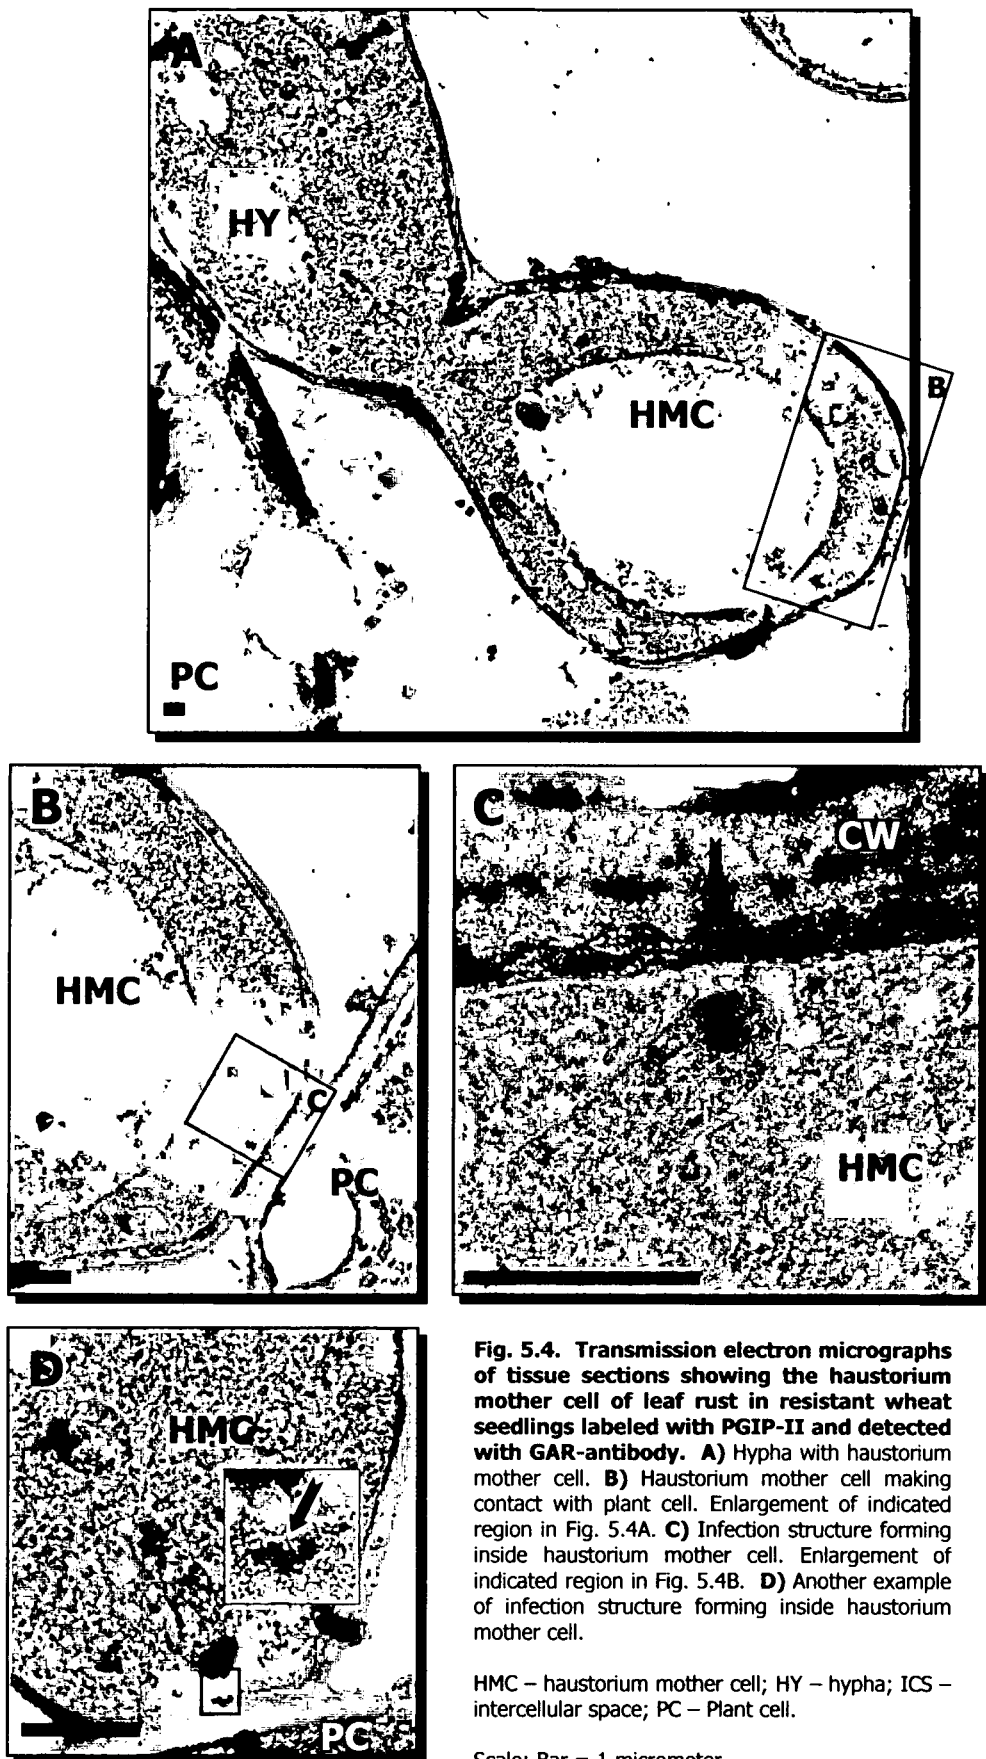 A
HY
HMC
B
PC
B
HMC
C
PC
C
CW
HMC
D
HMC
PC
Fig. 5.4. Transmission electron micrographs
of tissue sections showing the haustorium
mother cell of leaf rust in resistant wheat
seedlings labeled with PGIP-II and detected
with GAR-antibody. A) Hypha with haustorium
mother cell. B) Haustorium mother cell making
contact with plant cell. Enlargement of indicated
region in Fig. 5.4A. C) Infection structure forming
inside haustorium mother cell. Enlargement of
indicated region in Fig. 5.4B. D) Another example
of infection structure forming inside haustorium
mother cell.
HMC – haustorium mother cell; HY – hypha; ICS –
intercellular space; PC – Plant cell.
Scale: Bar = 1 micrometer